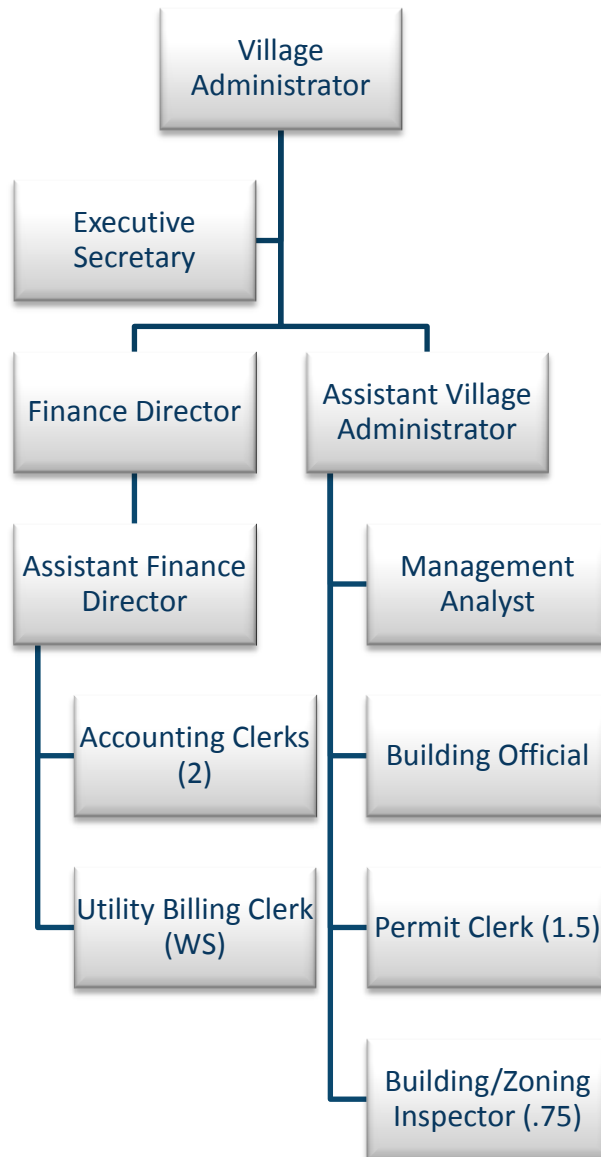 Village
Administrator
Executive
Secretary
Finance Director
Assistant Village
Administrator
Assistant Finance
Director
Management
Analyst
Accounting Clerks
(2)
Building Official
Utility Billing Clerk
(WS)
Permit Clerk (1.5)
Building/Zoning
Inspector (.75)